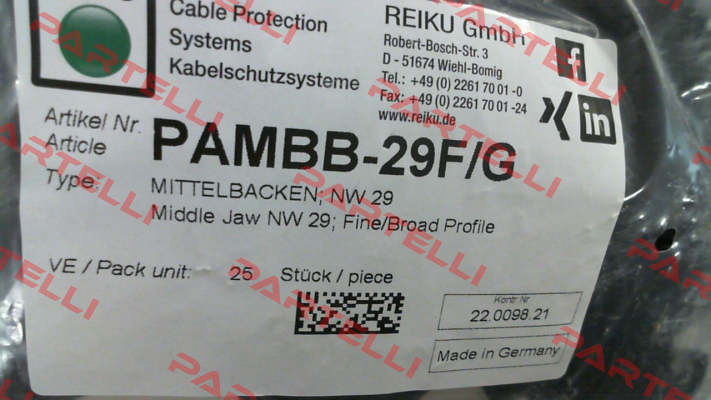 Cable Protection
Systems
Kabelschutzsysteme
REIKU GmbH
Robert-Bosch-Str. 3
D - 51674 Wiehl-Bomig
Tel.: +49 (0) 2261 70 01 -0
Fax: +49 (0) 2261 70 01 -24
www.reiku.de
f
in
Artikel Nr.
Article
PAMBB-29F/G
Type:
MITTELBACKEN; NW 29
Middle Jaw NW 29; Fine/Broad Profile
VE / Pack unit: 25 Stück / piece
Kontr.Nr
22.0098.21
Made in Germany
PARTELLI